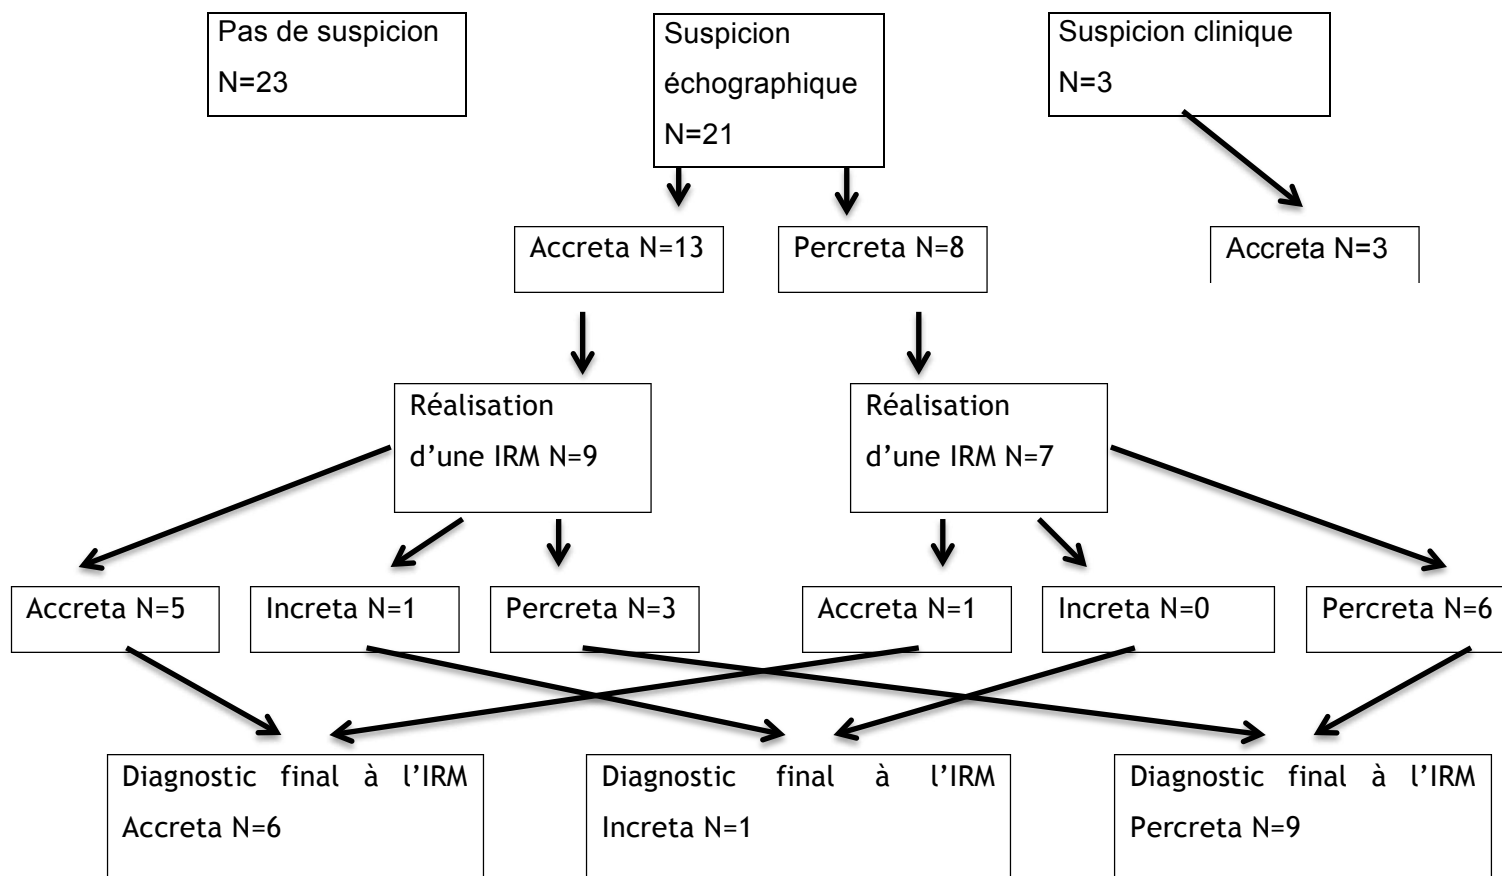 Pas de suspicion
N=23
Suspicion
échographique
N=21
Suspicion clinique
N=3
Accreta N=13
Percreta N=8
Accreta N=3
Réalisation
d’une IRM N=9
Réalisation
d’une IRM N=7
Accreta N=5
Increta N=1
Percreta N=3
Accreta N=1
Increta N=0
Percreta N=6
Diagnostic final à l’IRM
Accreta N=6
Diagnostic final à l’IRM
Increta N=1
Diagnostic final à l’IRM
Percreta N=9